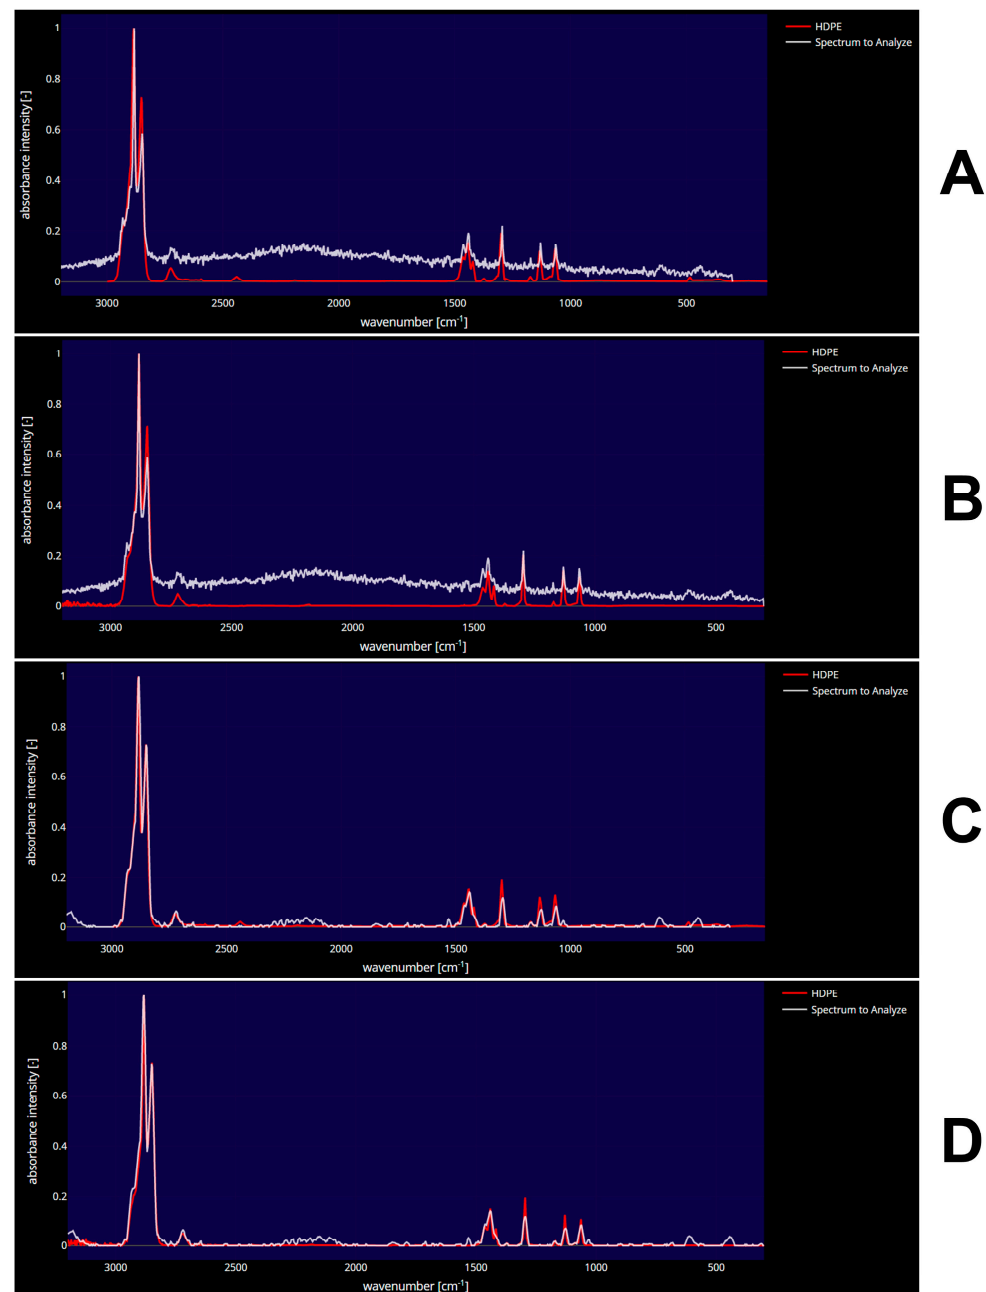 HDPE
Spectrum to Analyze
1
0.8
0.6
0.4
0.2
0
absorbance intensity [-]
3000 2500 2000 1500 1000 500
wavenumber [cm-1]
A
HDPE
Spectrum to Analyze
1
0.8
0.6
0.4
0.2
0
absorbance intensity [-]
3000 2500 2000 1500 1000 500
wavenumber [cm-1]
B
HDPE
Spectrum to Analyze
1
0.8
0.6
0.4
0.2
0
absorbance intensity [-]
3000 2500 2000 1500 1000 500
wavenumber [cm-1]
C
HDPE
Spectrum to Analyze
1
0.8
0.6
0.4
0.2
0
absorbance intensity [-]
3000 2500 2000 1500 1000 500
wavenumber [cm-1]
D